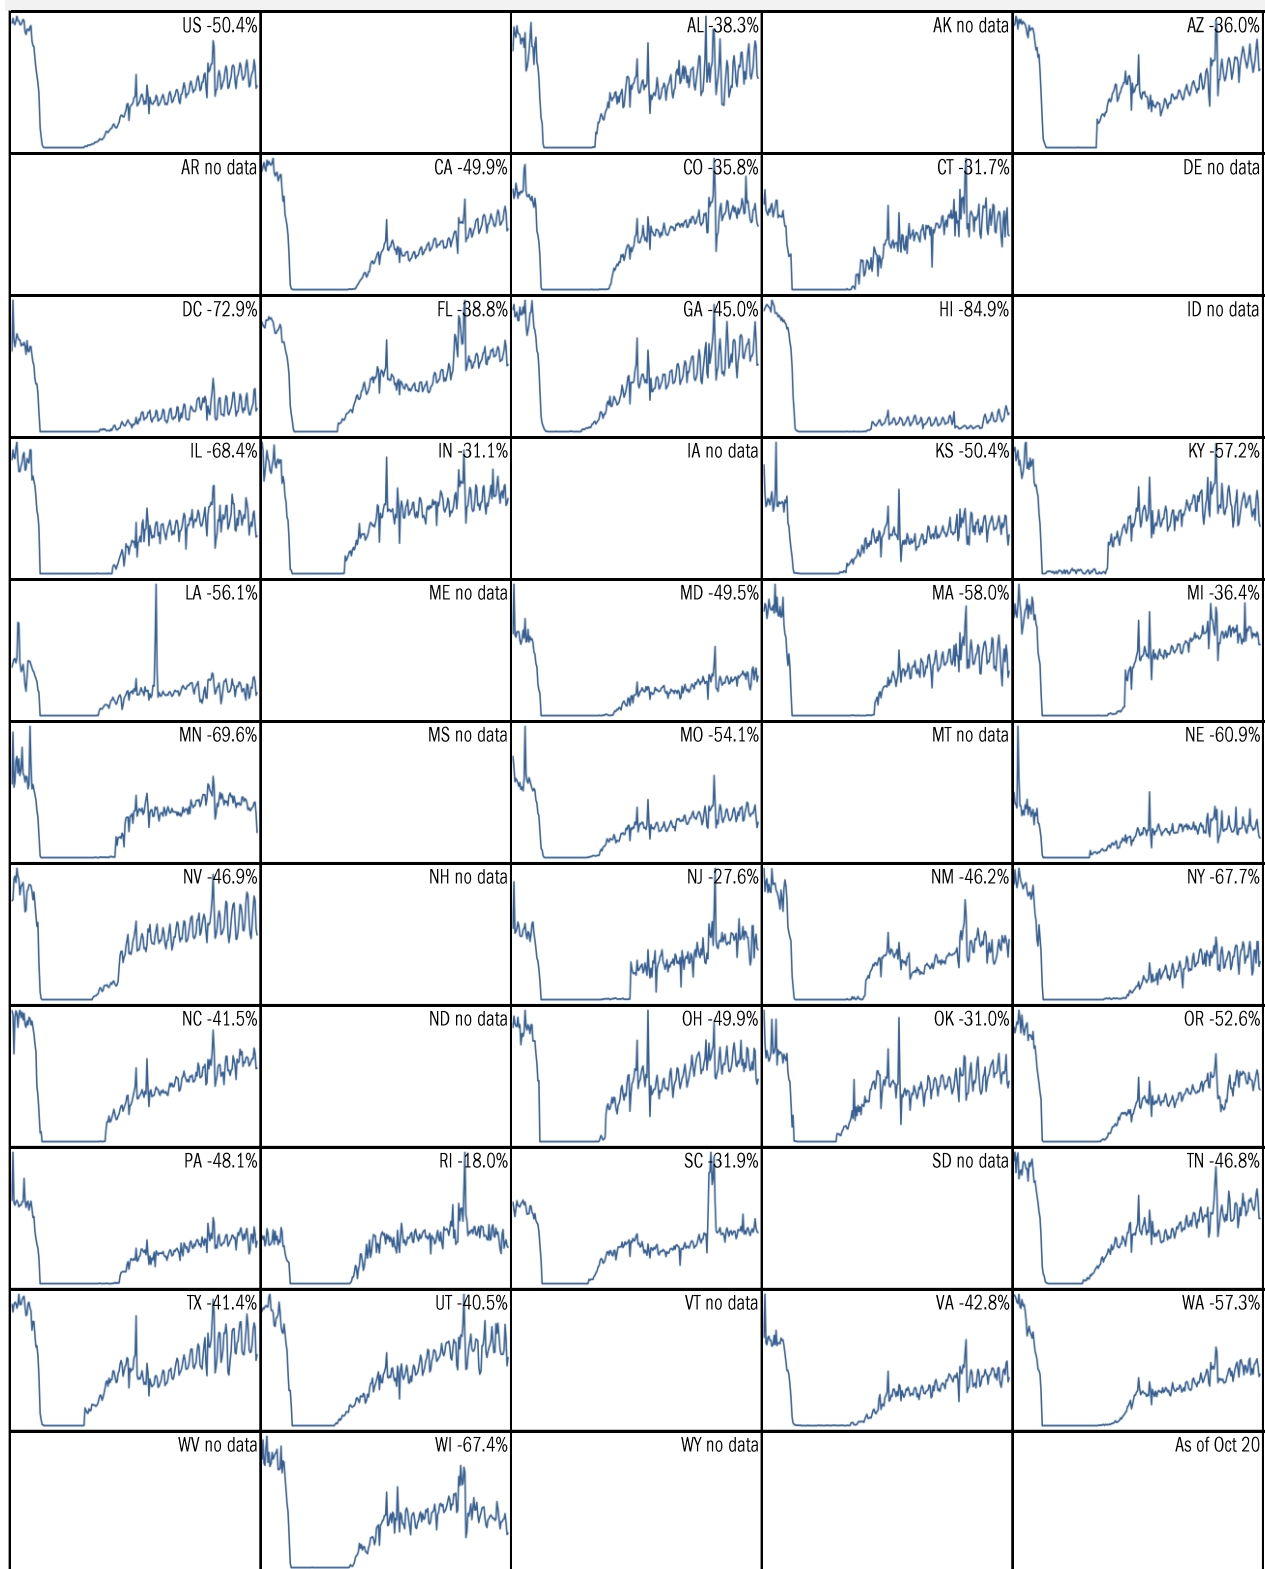 US -50.4%
AL -38.3%
AK no data
AZ -36.0%
AR no data
CA -49.9%
CO -35.8%
CT -31.7%
DE no data
DC -72.9%
FL -38.8%
GA -45.0%
HI -84.9%
ID no data
IL -68.4%
IN -31.1%
IA no data
KS -50.4%
KY -57.2%
LA -56.1%
ME no data
MD -49.5%
MA -58.0%
MI -36.4%
MN -69.6%
MS no data
MO -54.1%
MT no data
NE -60.9%
NV -46.9%
NH no data
NJ -27.6%
NM -46.2%
NY -67.7%
NC -41.5%
ND no data
OH -49.9%
OK -31.0%
OR -52.6%
PA -48.1%
RI -18.0%
SC -31.9%
SD no data
TN -46.8%
TX -41.4%
UT -40.5%
VT no data
VA -42.8%
WA -57.3%
WV no data
WI -67.4%
WY no data
As of Oct 20